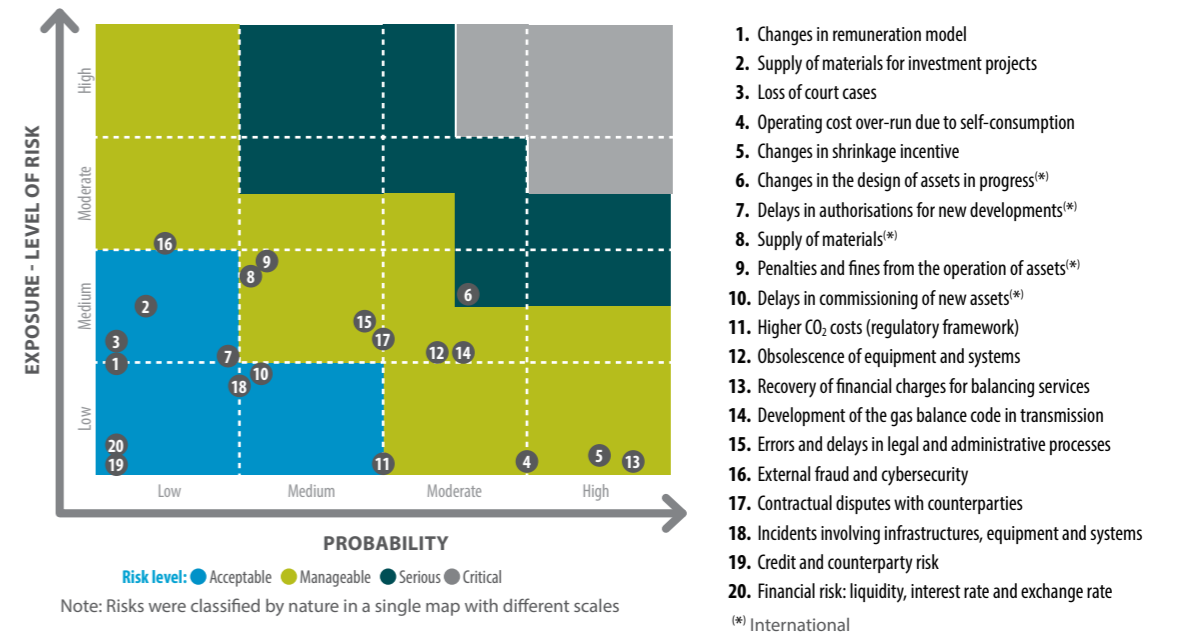 EXPOSURE - LEVEL OF RISK
High
Moderate
Medium
Low
16
9
8
2
6
15
3
17
7
12
14
1
10
18
20
19
11
4
5
13
Low
Medium
Moderate
High
PROBABILITY
Risk level: Acceptable Manageable Serious Critical
Note: Risks were classified by nature in a single map with different scales
1. Changes in remuneration model
2. Supply of materials for investment projects
3. Loss of court cases
4. Operating cost over-run due to self-consumption
5. Changes in shrinkage incentive
6. Changes in the design of assets in progress(*)
7. Delays in authorisations for new developments(*)
8. Supply of materials(*)
9. Penalties and fines from the operation of assets(*)
10. Delays in commissioning of new assets(*)
11. Higher CO₂ costs (regulatory framework)
12. Obsolescence of equipment and systems
13. Recovery of financial charges for balancing services
14. Development of the gas balance code in transmission
15. Errors and delays in legal and administrative processes
16. External fraud and cybersecurity
17. Contractual disputes with counterparties
18. Incidents involving infrastructures, equipment and systems
19. Credit and counterparty risk
20. Financial risk: liquidity, interest rate and exchange rate
(*) International